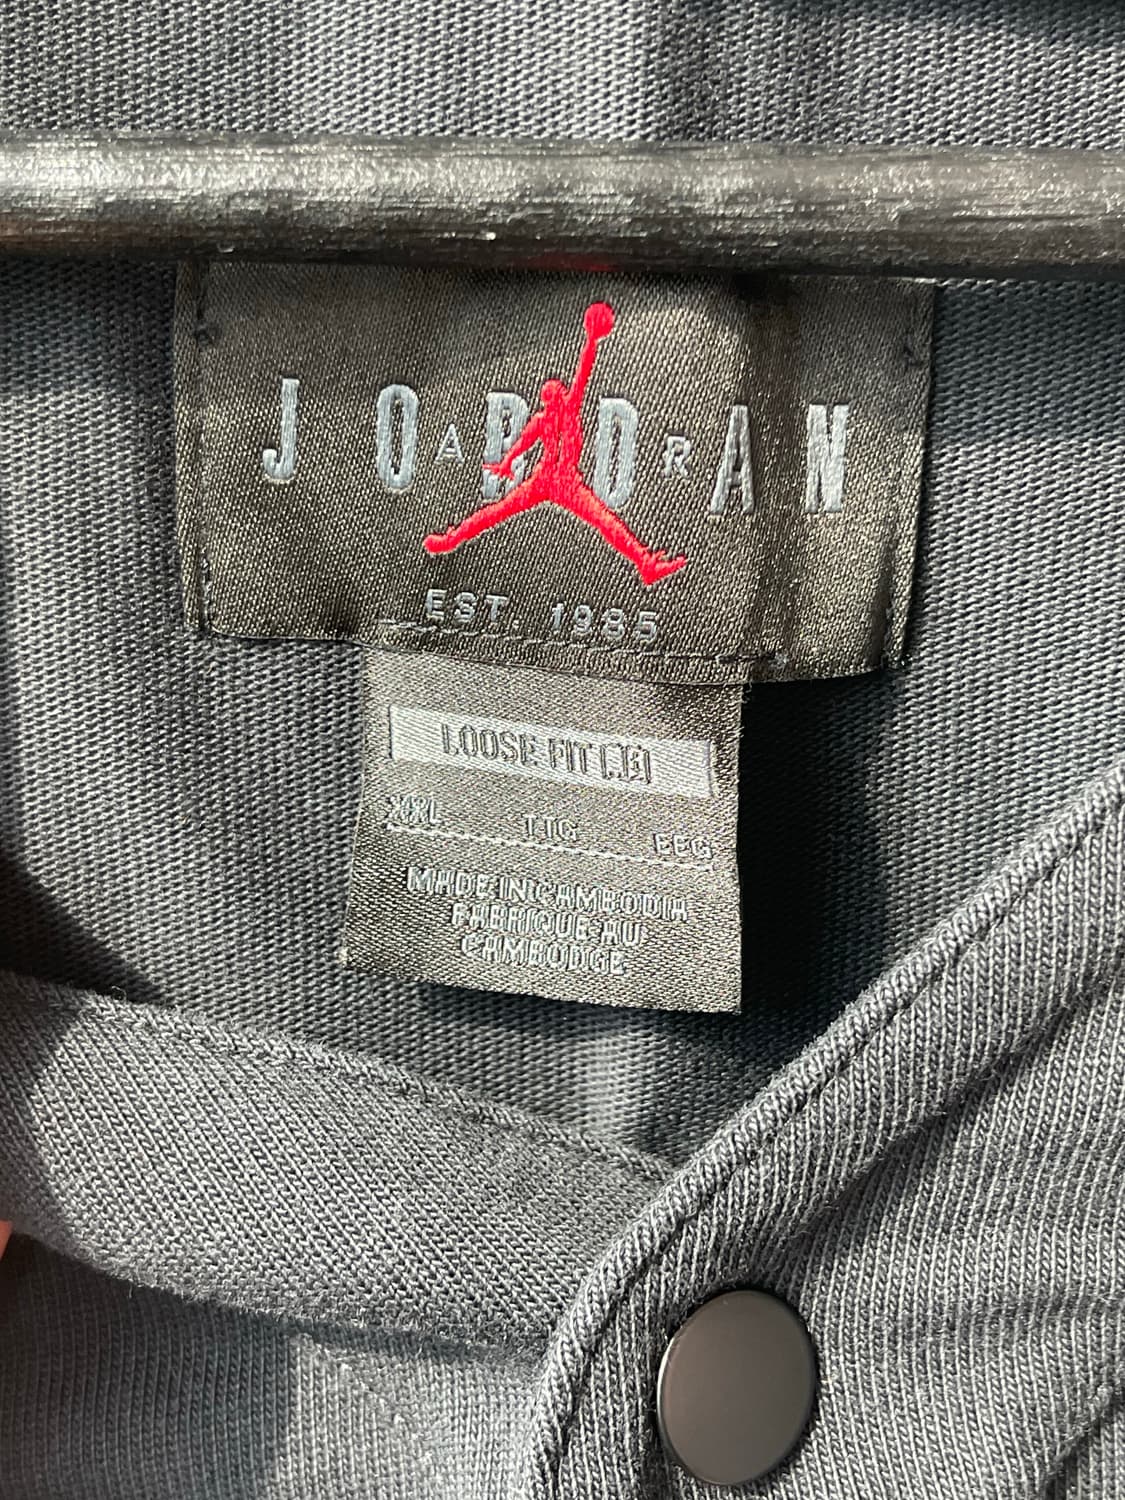 JORDAN
AIR
EST. 1985
LOOSE FIT
XXL TTG EEG
MADE IN CAMBODIA
FABRIQUE AU
CAMBODGE